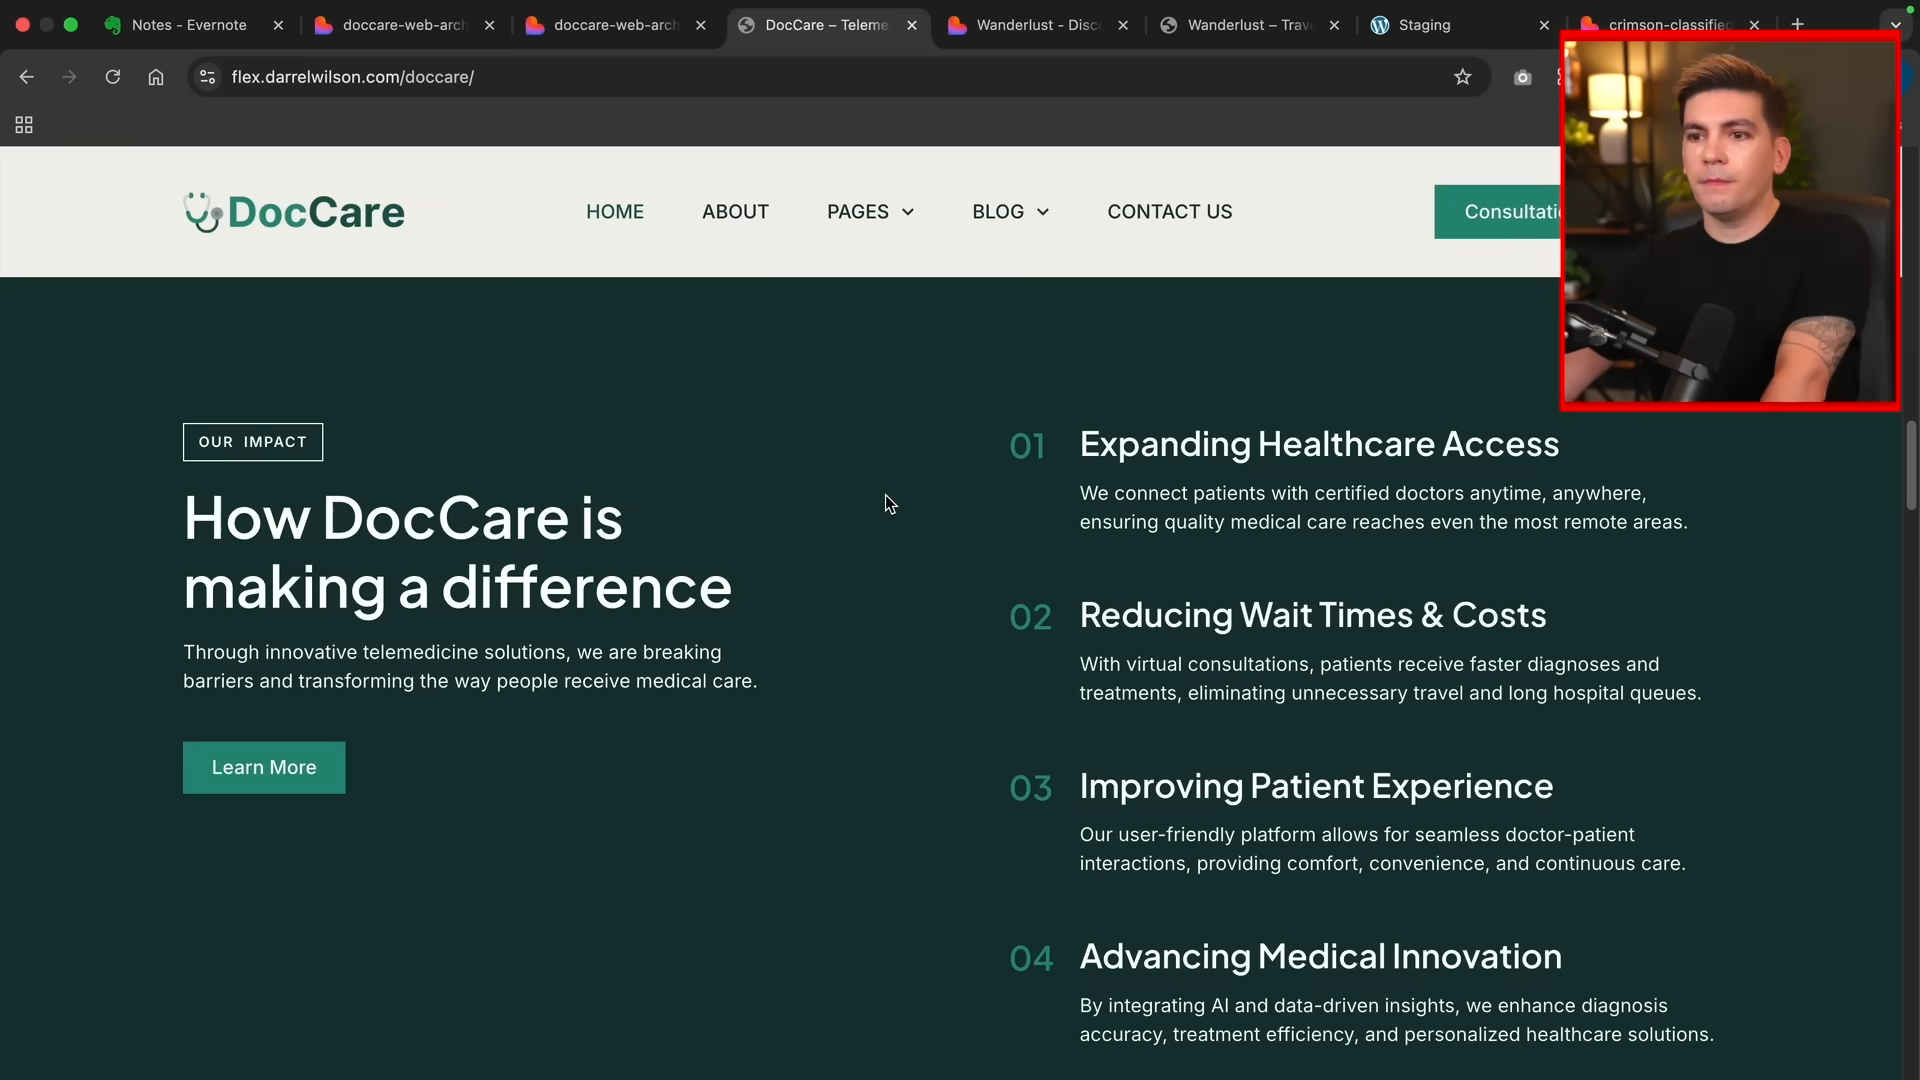 Notes - Evernote
doccare-web-arch
doccare-web-arch
DocCare – Teleme
Wanderlust - Disc
Wanderlust – Trav
Staging
crimson-classified
flex.darrelwilson.com/doccare/
DocCare
HOME
ABOUT
PAGES
BLOG
CONTACT US
Consultati
OUR IMPACT
How DocCare is
making a difference
Through innovative telemedicine solutions, we are breaking
barriers and transforming the way people receive medical care.
Learn More
01 Expanding Healthcare Access
We connect patients with certified doctors anytime, anywhere,
ensuring quality medical care reaches even the most remote areas.
02 Reducing Wait Times & Costs
With virtual consultations, patients receive faster diagnoses and
treatments, eliminating unnecessary travel and long hospital queues.
03 Improving Patient Experience
Our user-friendly platform allows for seamless doctor-patient
interactions, providing comfort, convenience, and continuous care.
04 Advancing Medical Innovation
By integrating AI and data-driven insights, we enhance diagnosis
accuracy, treatment efficiency, and personalized healthcare solutions.